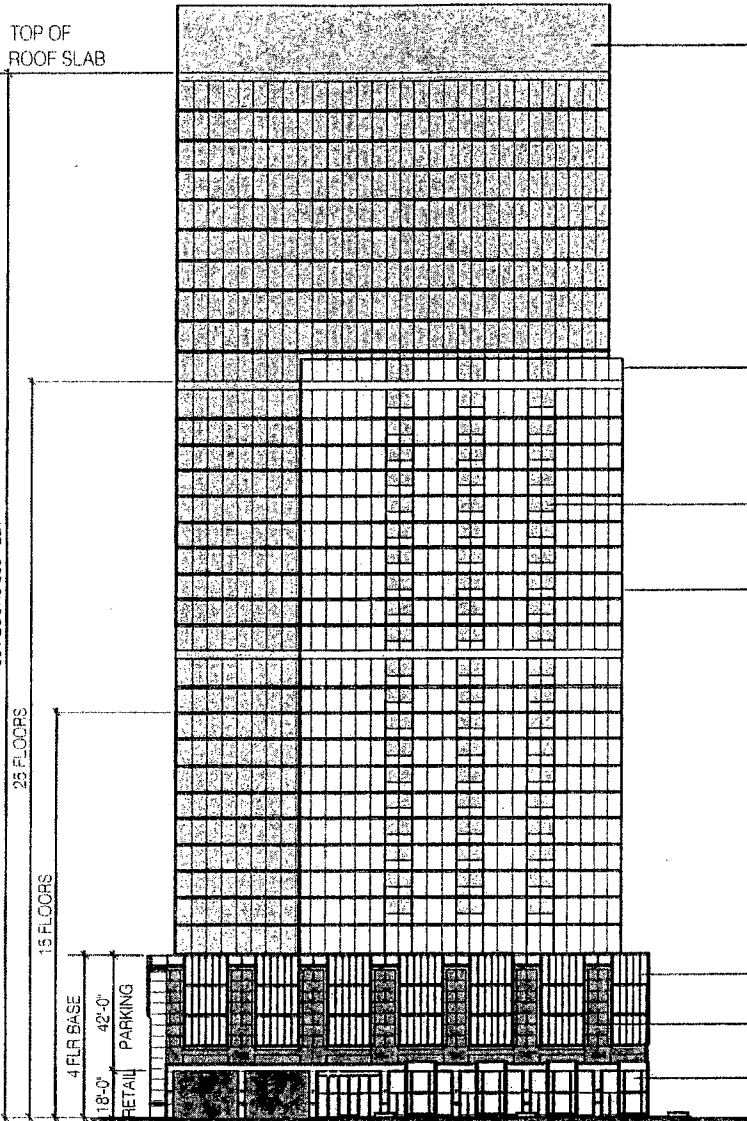 TOP OF
ROOF SLAB
25 FLOORS
15 FLOORS
4 FLR BASE
42'-0"
PARKING
18'-0"
RETAIL